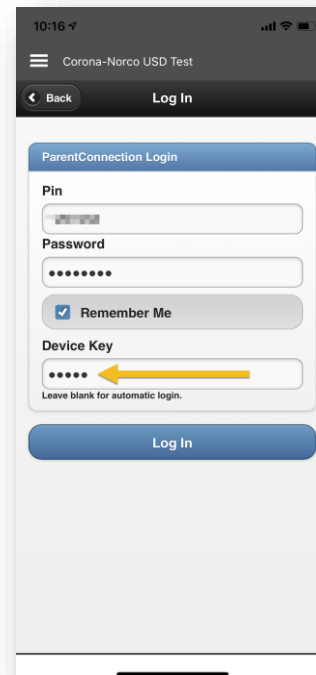 10:16
Corona-Norco USD Test
Back Log In
ParentConnection Login
Pin
Password
••••••••
Remember Me
Device Key
•••••
Leave blank for automatic login.
Log In